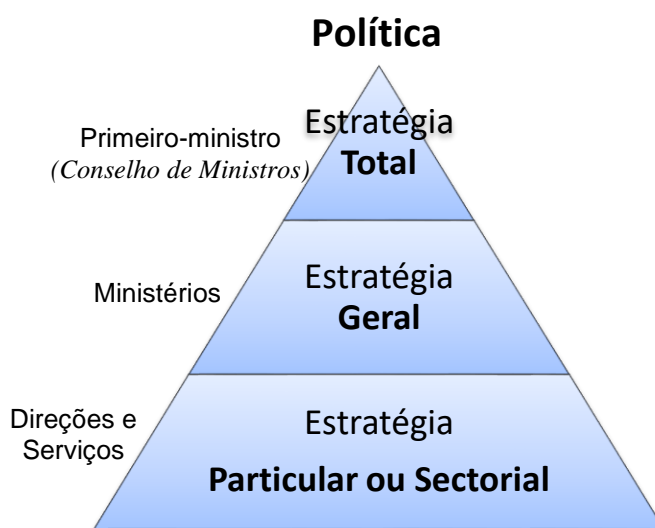 Política
Primeiro-ministro
(Conselho de Ministros)
Estratégia
Total
Ministérios
Estratégia
Geral
Direções e
Serviços
Estratégia
Particular ou Sectorial